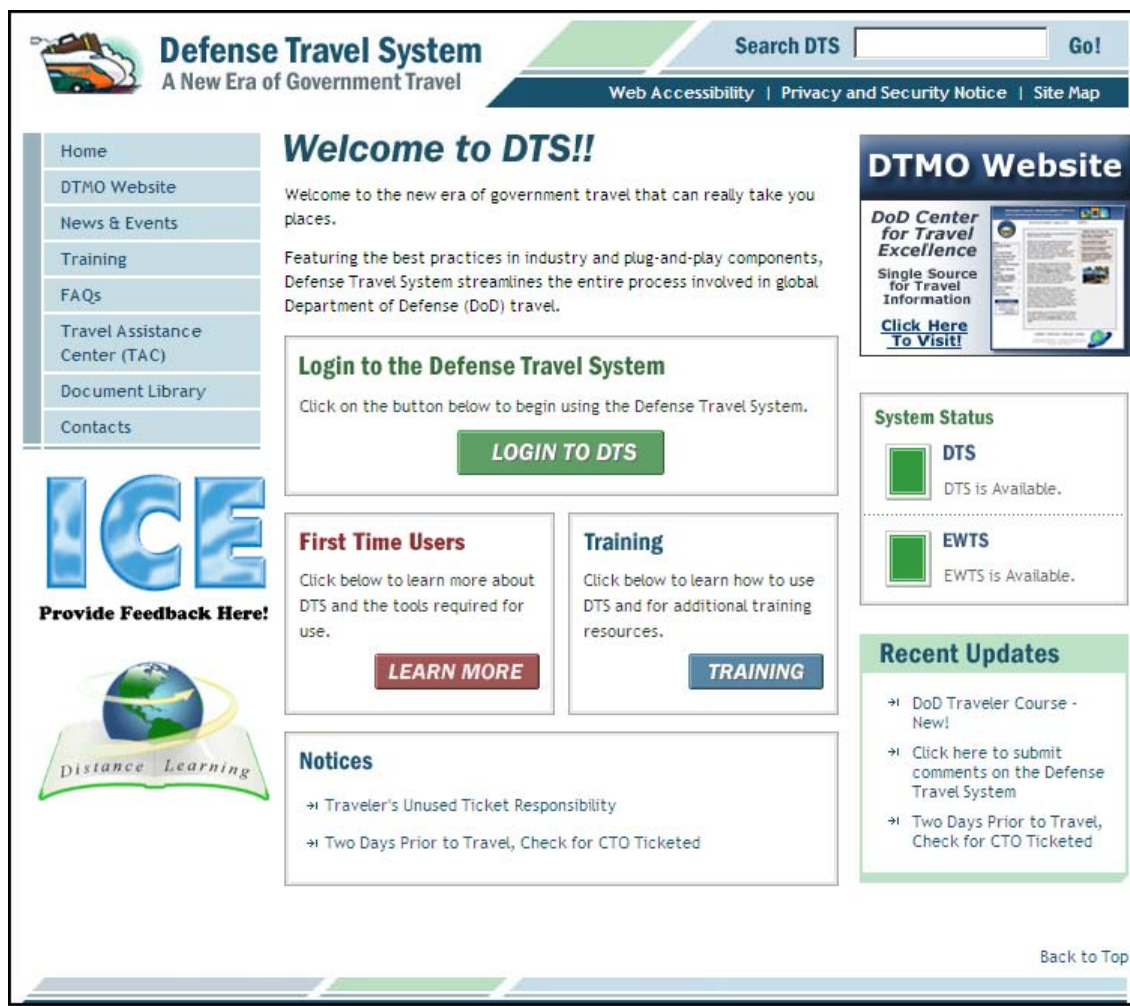 Defense Travel System
A New Era of Government Travel
Search DTS
Go!
Web Accessibility | Privacy and Security Notice | Site Map
Home
DTMO Website
News & Events
Training
FAQs
Travel Assistance
Center (TAC)
Document Library
Contacts
ICE
Provide Feedback Here!
Distance Learning
Welcome to DTS!!
Welcome to the new era of government travel that can really take you
places.
Featuring the best practices in industry and plug-and-play components,
Defense Travel System streamlines the entire process involved in global
Department of Defense (DoD) travel.
Login to the Defense Travel System
Click on the button below to begin using the Defense Travel System.
LOGIN TO DTS
First Time Users
Click below to learn more about
DTS and the tools required for
use.
LEARN MORE
Training
Click below to learn how to use
DTS and for additional training
resources.
TRAINING
Notices
Traveler's Unused Ticket Responsibility
Two Days Prior to Travel, Check for CTO Ticketed
DTMO Website
DoD Center
for Travel
Excellence
Single Source
for Travel
Information
Click Here
To Visit!
System Status
DTS
DTS is Available.
EWTS
EWTS is Available.
Recent Updates
DoD Traveler Course -
New!
Click here to submit
comments on the Defense
Travel System
Two Days Prior to Travel,
Check for CTO Ticketed
Back to Top